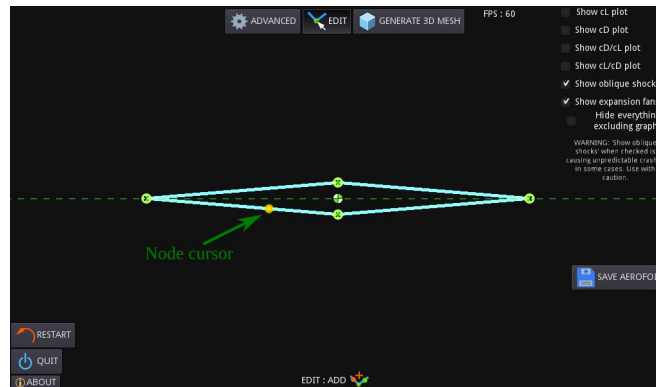 ADVANCED
EDIT
GENERATE 3D MESH
FPS : 60
Show cL plot
Show cD plot
Show cD/cL plot
Show cL/cD plot
Show oblique shock
Show expansion fan
Hide everythin
excluding graph
WARNING: 'Show oblique
shocks' when checked is
causing unpredictable crash
in some cases. Use with
caution.
Node cursor
SAVE AEROFOI
RESTART
QUIT
ABOUT
EDIT : ADD